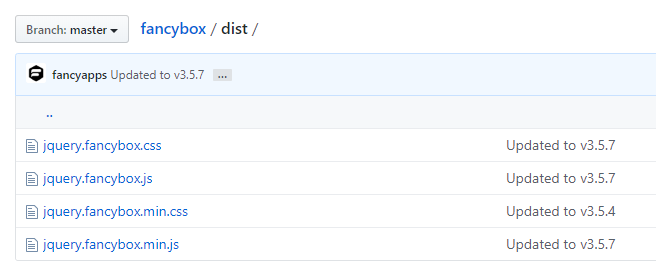 Branch: master fancybox / dist /
fancyapps Updated to v3.5.7 ...
..
jquery.fancybox.css Updated to v3.5.7
jquery.fancybox.js Updated to v3.5.7
jquery.fancybox.min.css Updated to v3.5.4
jquery.fancybox.min.js Updated to v3.5.7